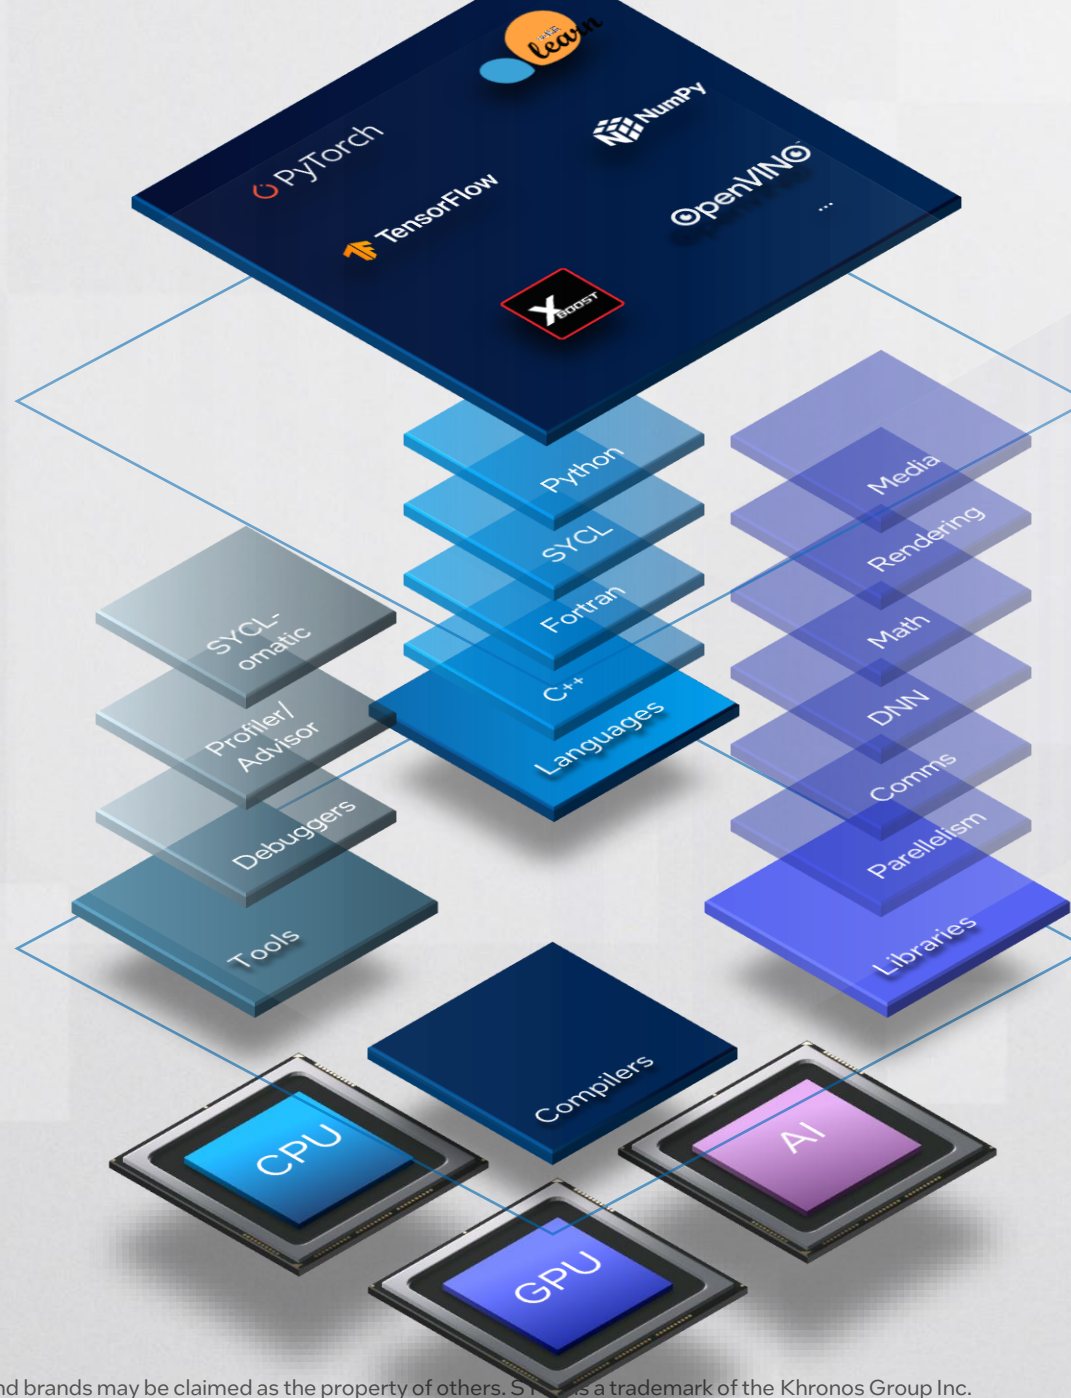 learn
NumPy
PyTorch
OpenVINO
TensorFlow
...
XBOOST
Python
SYCL
Fortran
C++
Languages
Media
Rendering
Math
DNN
Comms
Parellelism
Libraries
SYCL-
omatic
Profiler/
Advisor
Debuggers
Tools
Compilers
CPU
AI
GPU
nd brands may be claimed as the property of others. S s a trademark of the Khronos Group Inc.